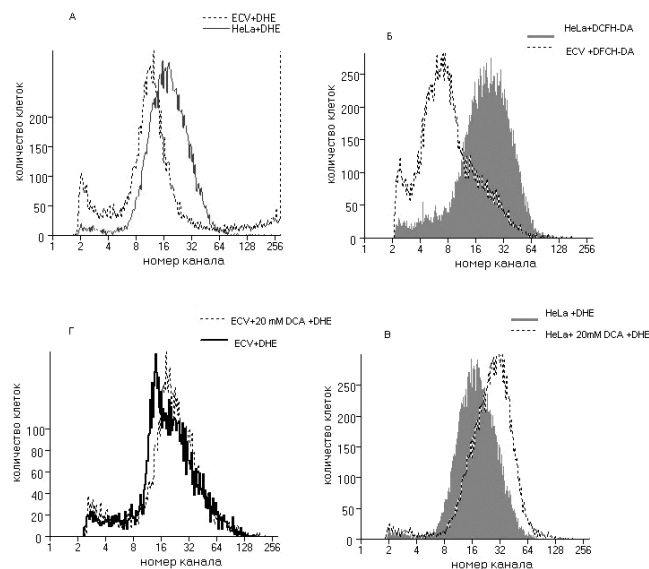 А
ECV+DHE
HeLa+DHE
количество клеток
200
150
100
50
0
1 2 4 8 16 32 64 128 256
номер канала
Б
HeLa+DCFH-DA
ECV +DFCH-DA
количество клеток
250
200
150
100
50
0
1 2 4 8 16 32 64 128 256
номер канала
Г
ECV+20 mM DCA +DHE
ECV+DHE
количество клеток
100
80
60
40
20
0
1 2 4 8 16 32 64 128 256
номер канала
В
HeLa +DHE
HeLa+ 20mM DCA +DHE
количество клеток
250
200
150
100
50
0
1 2 4 8 16 32 64 128 256
номер канала